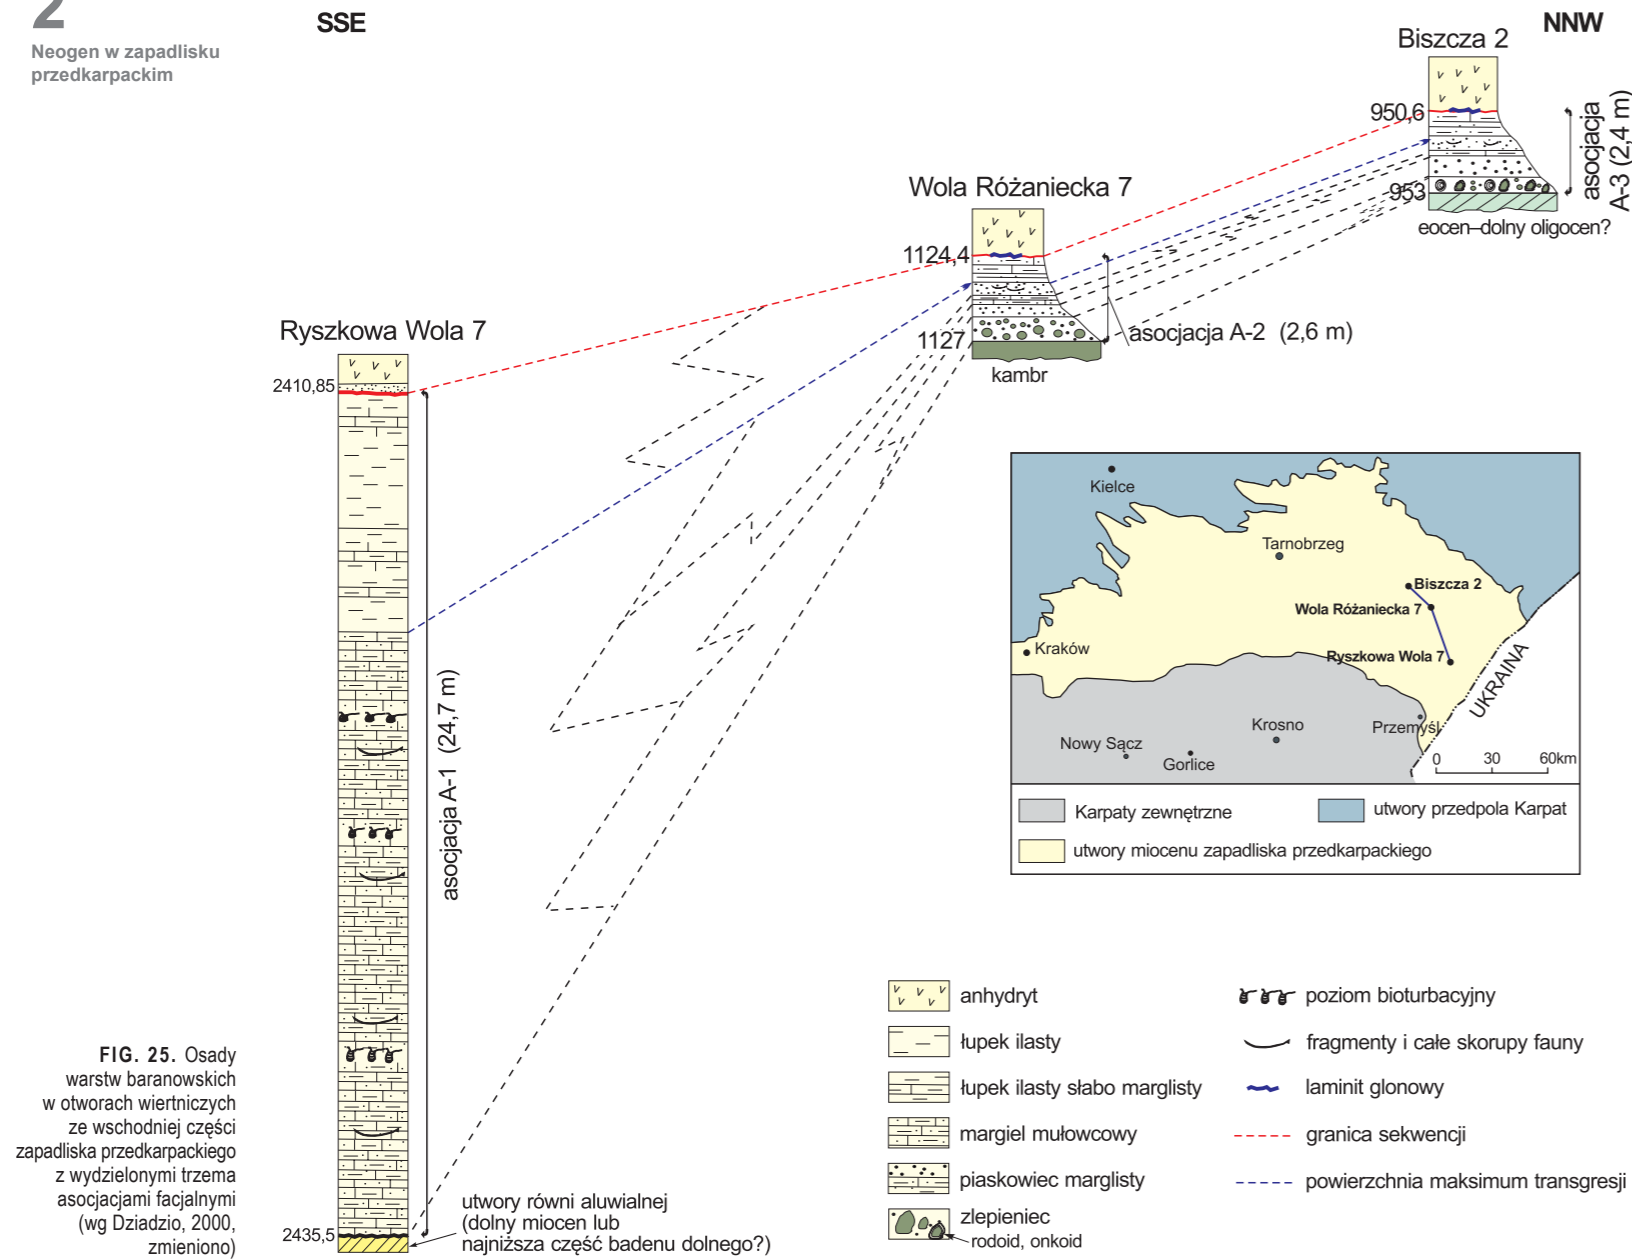 2
Neogen w zapadlisku
przedkarpackim
SSE
NNW
Biszcza 2
950,6
953
asocjacja
A-3 (2,4 m)
eocen–dolny oligocen?
Wola Różaniecka 7
1124,4
1127
asocjacja A-2 (2,6 m)
kambr
Ryszkowa Wola 7
2410,85
asocjacja A-1 (24,7 m)
2435,5
utwory równi aluwialnej
(dolny miocen lub
najniższa część badenu dolnego?)
Kielce
Tarnobrzeg
Biszcza 2
Wola Różaniecka 7
Kraków
Ryszkowa Wola 7
UKRAINA
Krosno
Przemyśl
Nowy Sącz
Gorlice
0 30 60km
Karpaty zewnętrzne
utwory przedpola Karpat
utwory miocenu zapadliska przedkarpackiego
anhydryt
łupek ilasty
łupek ilasty słabo marglisty
margiel mułowcowy
piaskowiec marglisty
zlepieniec
rodoid, onkoid
poziom bioturbacyjny
fragmenty i całe skorupy fauny
laminit glonowy
granica sekwencji
powierzchnia maksimum transgresji
FIG. 25. Osady
warstw baranowskich
w otworach wiertniczych
ze wschodniej części
zapadliska przedkarpackiego
z wydzielonymi trzema
asocjacjami facjalnymi
(wg Dziadzio, 2000,
zmieniono)